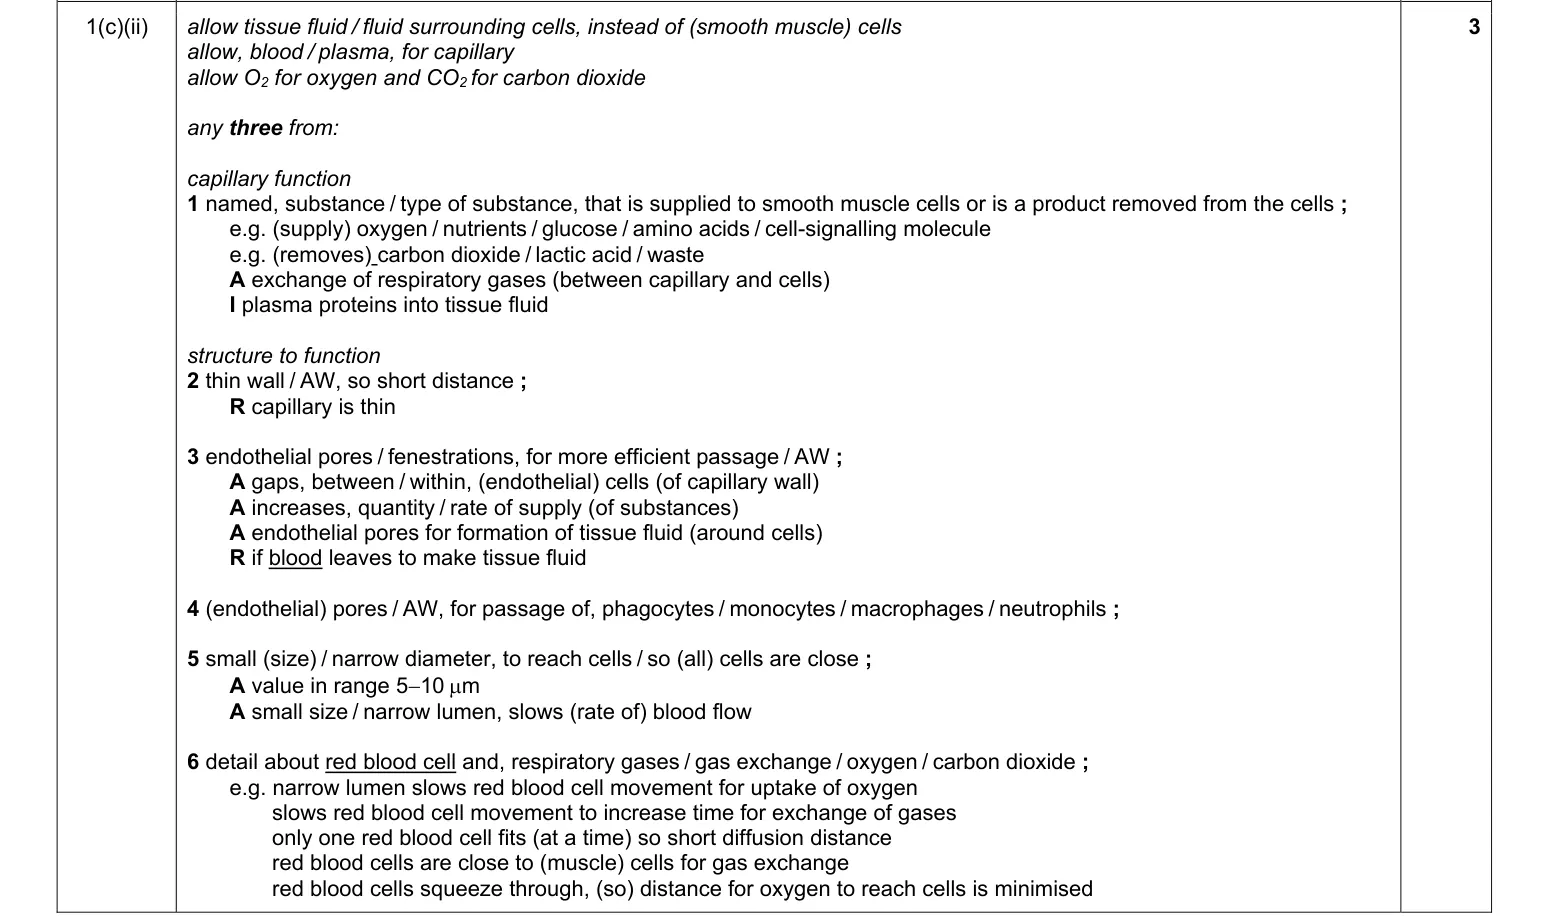 1(c)(ii)
allow tissue fluid / fluid surrounding cells, instead of (smooth muscle) cells
3
allow, blood / plasma, for capillary
allow O₂ for oxygen and CO₂ for carbon dioxide
any three from:
capillary function
1 named, substance / type of substance, that is supplied to smooth muscle cells or is a product removed from the cells ;
e.g. (supply) oxygen / nutrients / glucose / amino acids / cell-signalling molecule
e.g. (removes) carbon dioxide / lactic acid / waste
A exchange of respiratory gases (between capillary and cells)
I plasma proteins into tissue fluid
structure to function
2 thin wall / AW, so short distance ;
R capillary is thin
3 endothelial pores / fenestrations, for more efficient passage / AW ;
A gaps, between / within, (endothelial) cells (of capillary wall)
A increases, quantity / rate of supply (of substances)
A endothelial pores for formation of tissue fluid (around cells)
R if blood leaves to make tissue fluid
4 (endothelial) pores / AW, for passage of, phagocytes / monocytes / macrophages / neutrophils ;
5 small (size) / narrow diameter, to reach cells / so (all) cells are close ;
A value in range 5–10 μm
A small size / narrow lumen, slows (rate of) blood flow
6 detail about red blood cell and, respiratory gases / gas exchange / oxygen / carbon dioxide ;
e.g. narrow lumen slows red blood cell movement for uptake of oxygen
slows red blood cell movement to increase time for exchange of gases
only one red blood cell fits (at a time) so short diffusion distance
red blood cells are close to (muscle) cells for gas exchange
red blood cells squeeze through, (so) distance for oxygen to reach cells is minimised